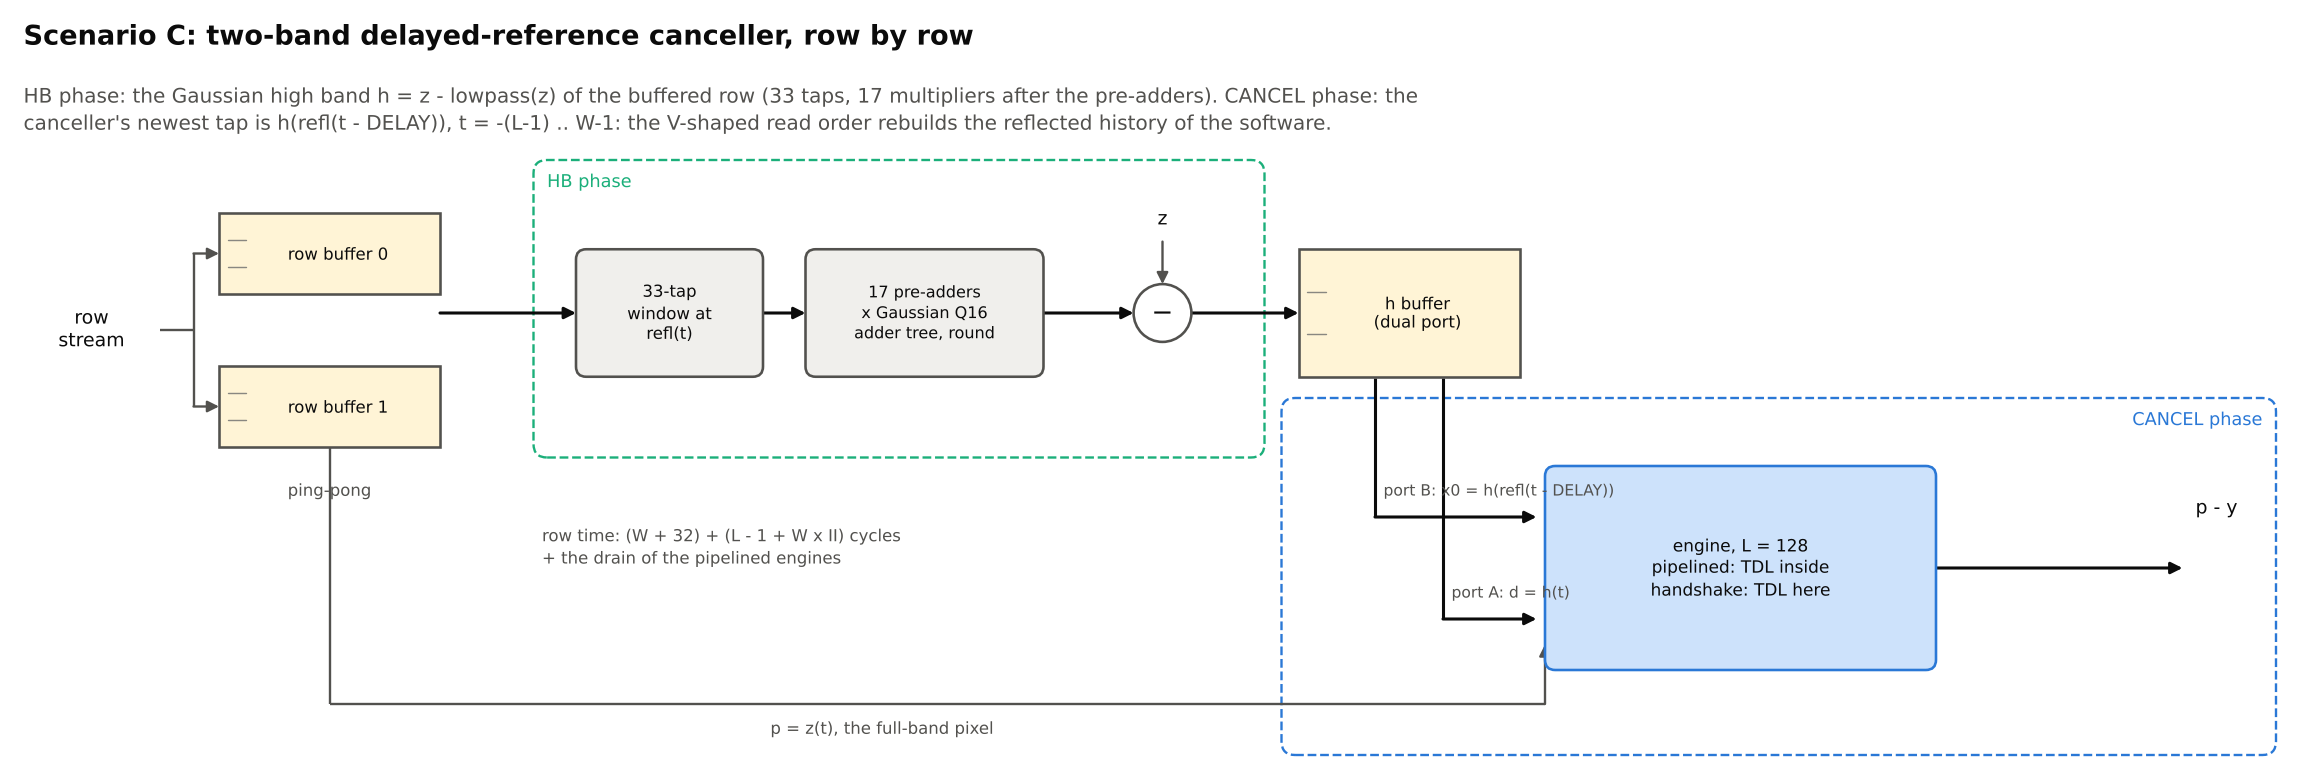 Scenario C: two-band delayed-reference canceller, row by row
HB phase: the Gaussian high band h = z - lowpass(z) of the buffered row (33 taps, 17 multipliers after the pre-adders). CANCEL phase: the
canceller's newest tap is h(refl(t - DELAY)), t = -(L-1) .. W-1: the V-shaped read order rebuilds the reflected history of the software.
HB phase
z
row buffer 0
row
stream
33-tap
window at
refl(t)
17 pre-adders
x Gaussian Q16
adder tree, round
−
h buffer
(dual port)
row buffer 1
CANCEL phase
ping-pong
port B: x0 = h(refl(t - DELAY))
p - y
row time: (W + 32) + (L - 1 + W x II) cycles
+ the drain of the pipelined engines
engine, L = 128
pipelined: TDL inside
handshake: TDL here
port A: d = h(t)
p = z(t), the full-band pixel